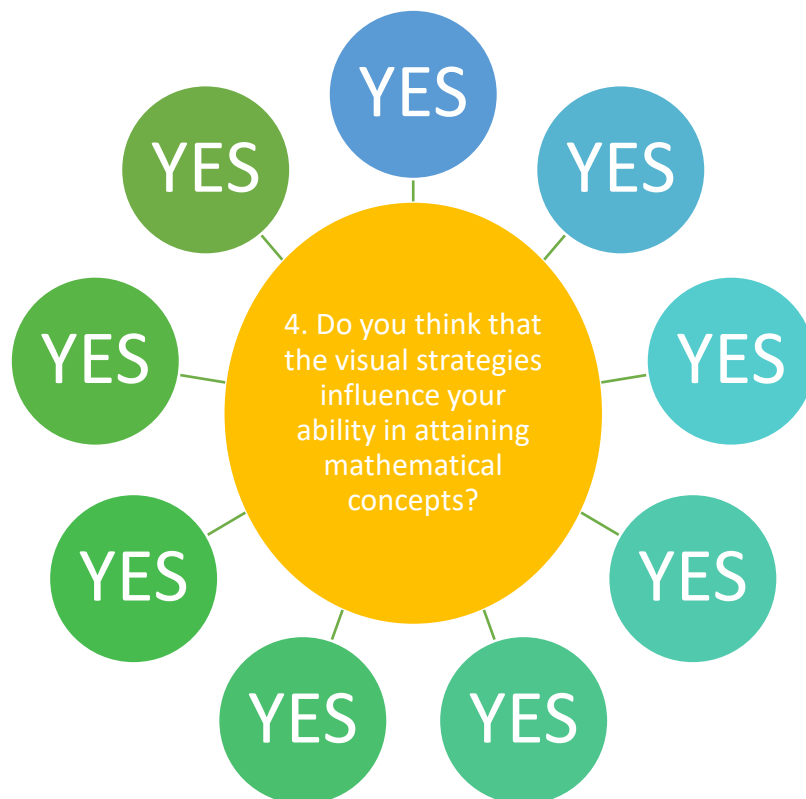 YES
YES
YES
4. Do you think that
the visual strategies
influence your
ability in attaining
mathematical
concepts?
YES
YES
YES
YES
YES
YES